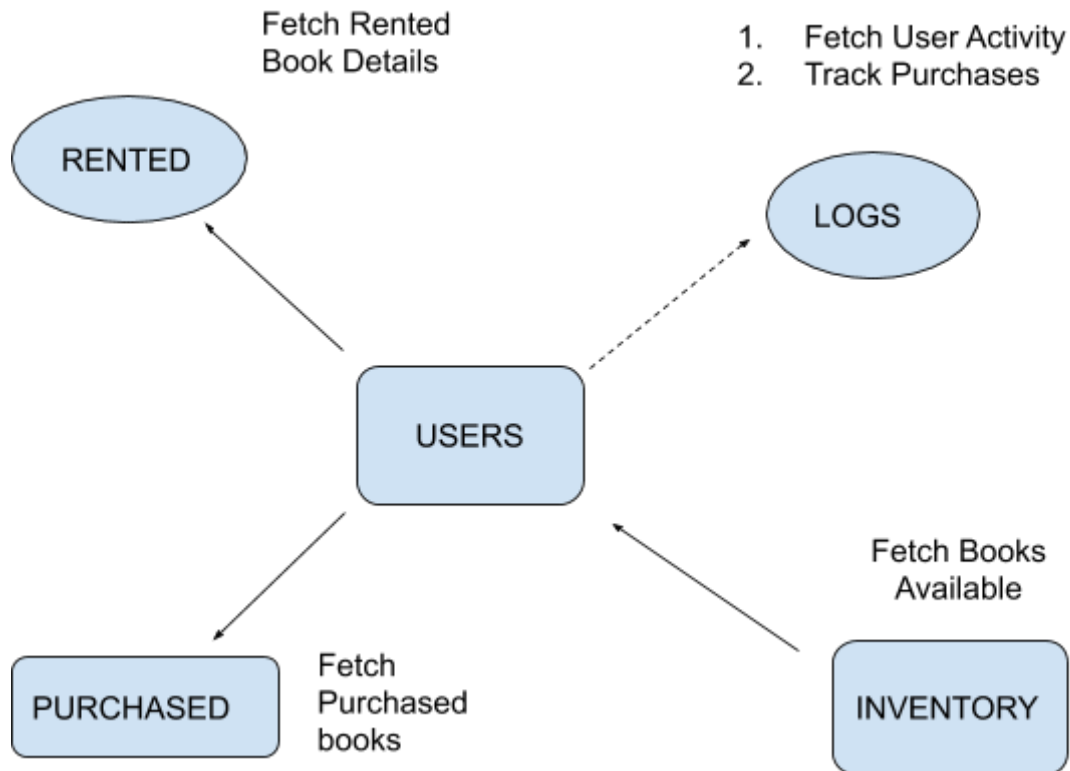 Fetch Rented
Book Details
1. Fetch User Activity
2. Track Purchases
RENTED
LOGS
USERS
Fetch Books
Available
PURCHASED
Fetch
Purchased
books
INVENTORY